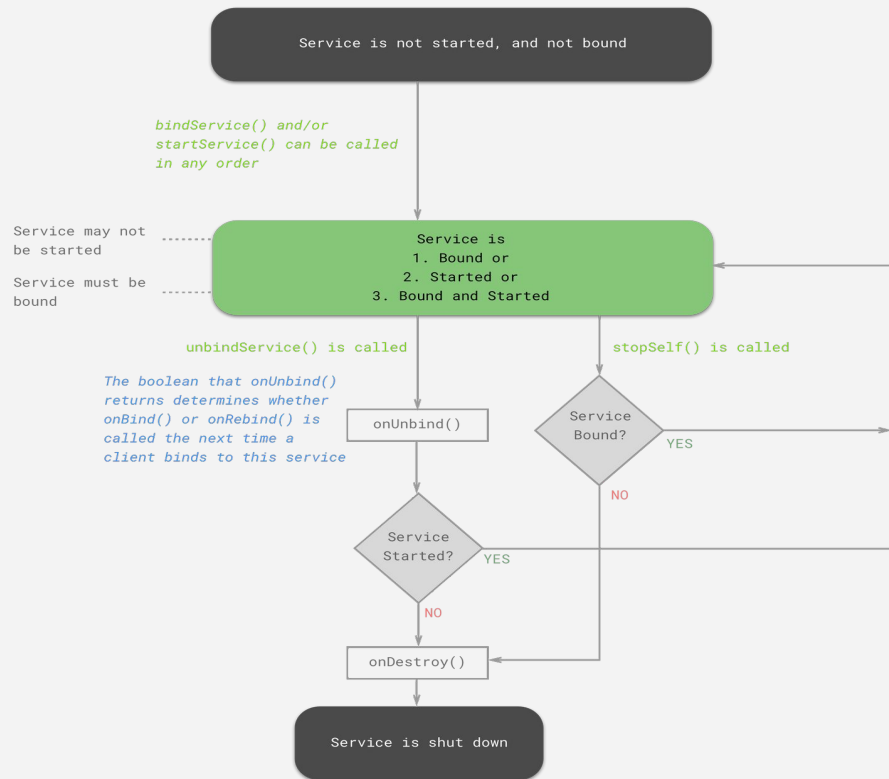 Service is not started, and not bound
bindService() and/or
startService() can be called
in any order
Service may not
be started
Service must be
bound
Service is
1. Bound or
2. Started or
3. Bound and Started
unbindService() is called
stopSelf() is called
The boolean that onUnbind()
returns determines whether
onBind() or onRebind() is
called the next time a
client binds to this service
onUnbind()
Service
Bound?
YES
NO
Service
Started?
YES
NO
onDestroy()
Service is shut down